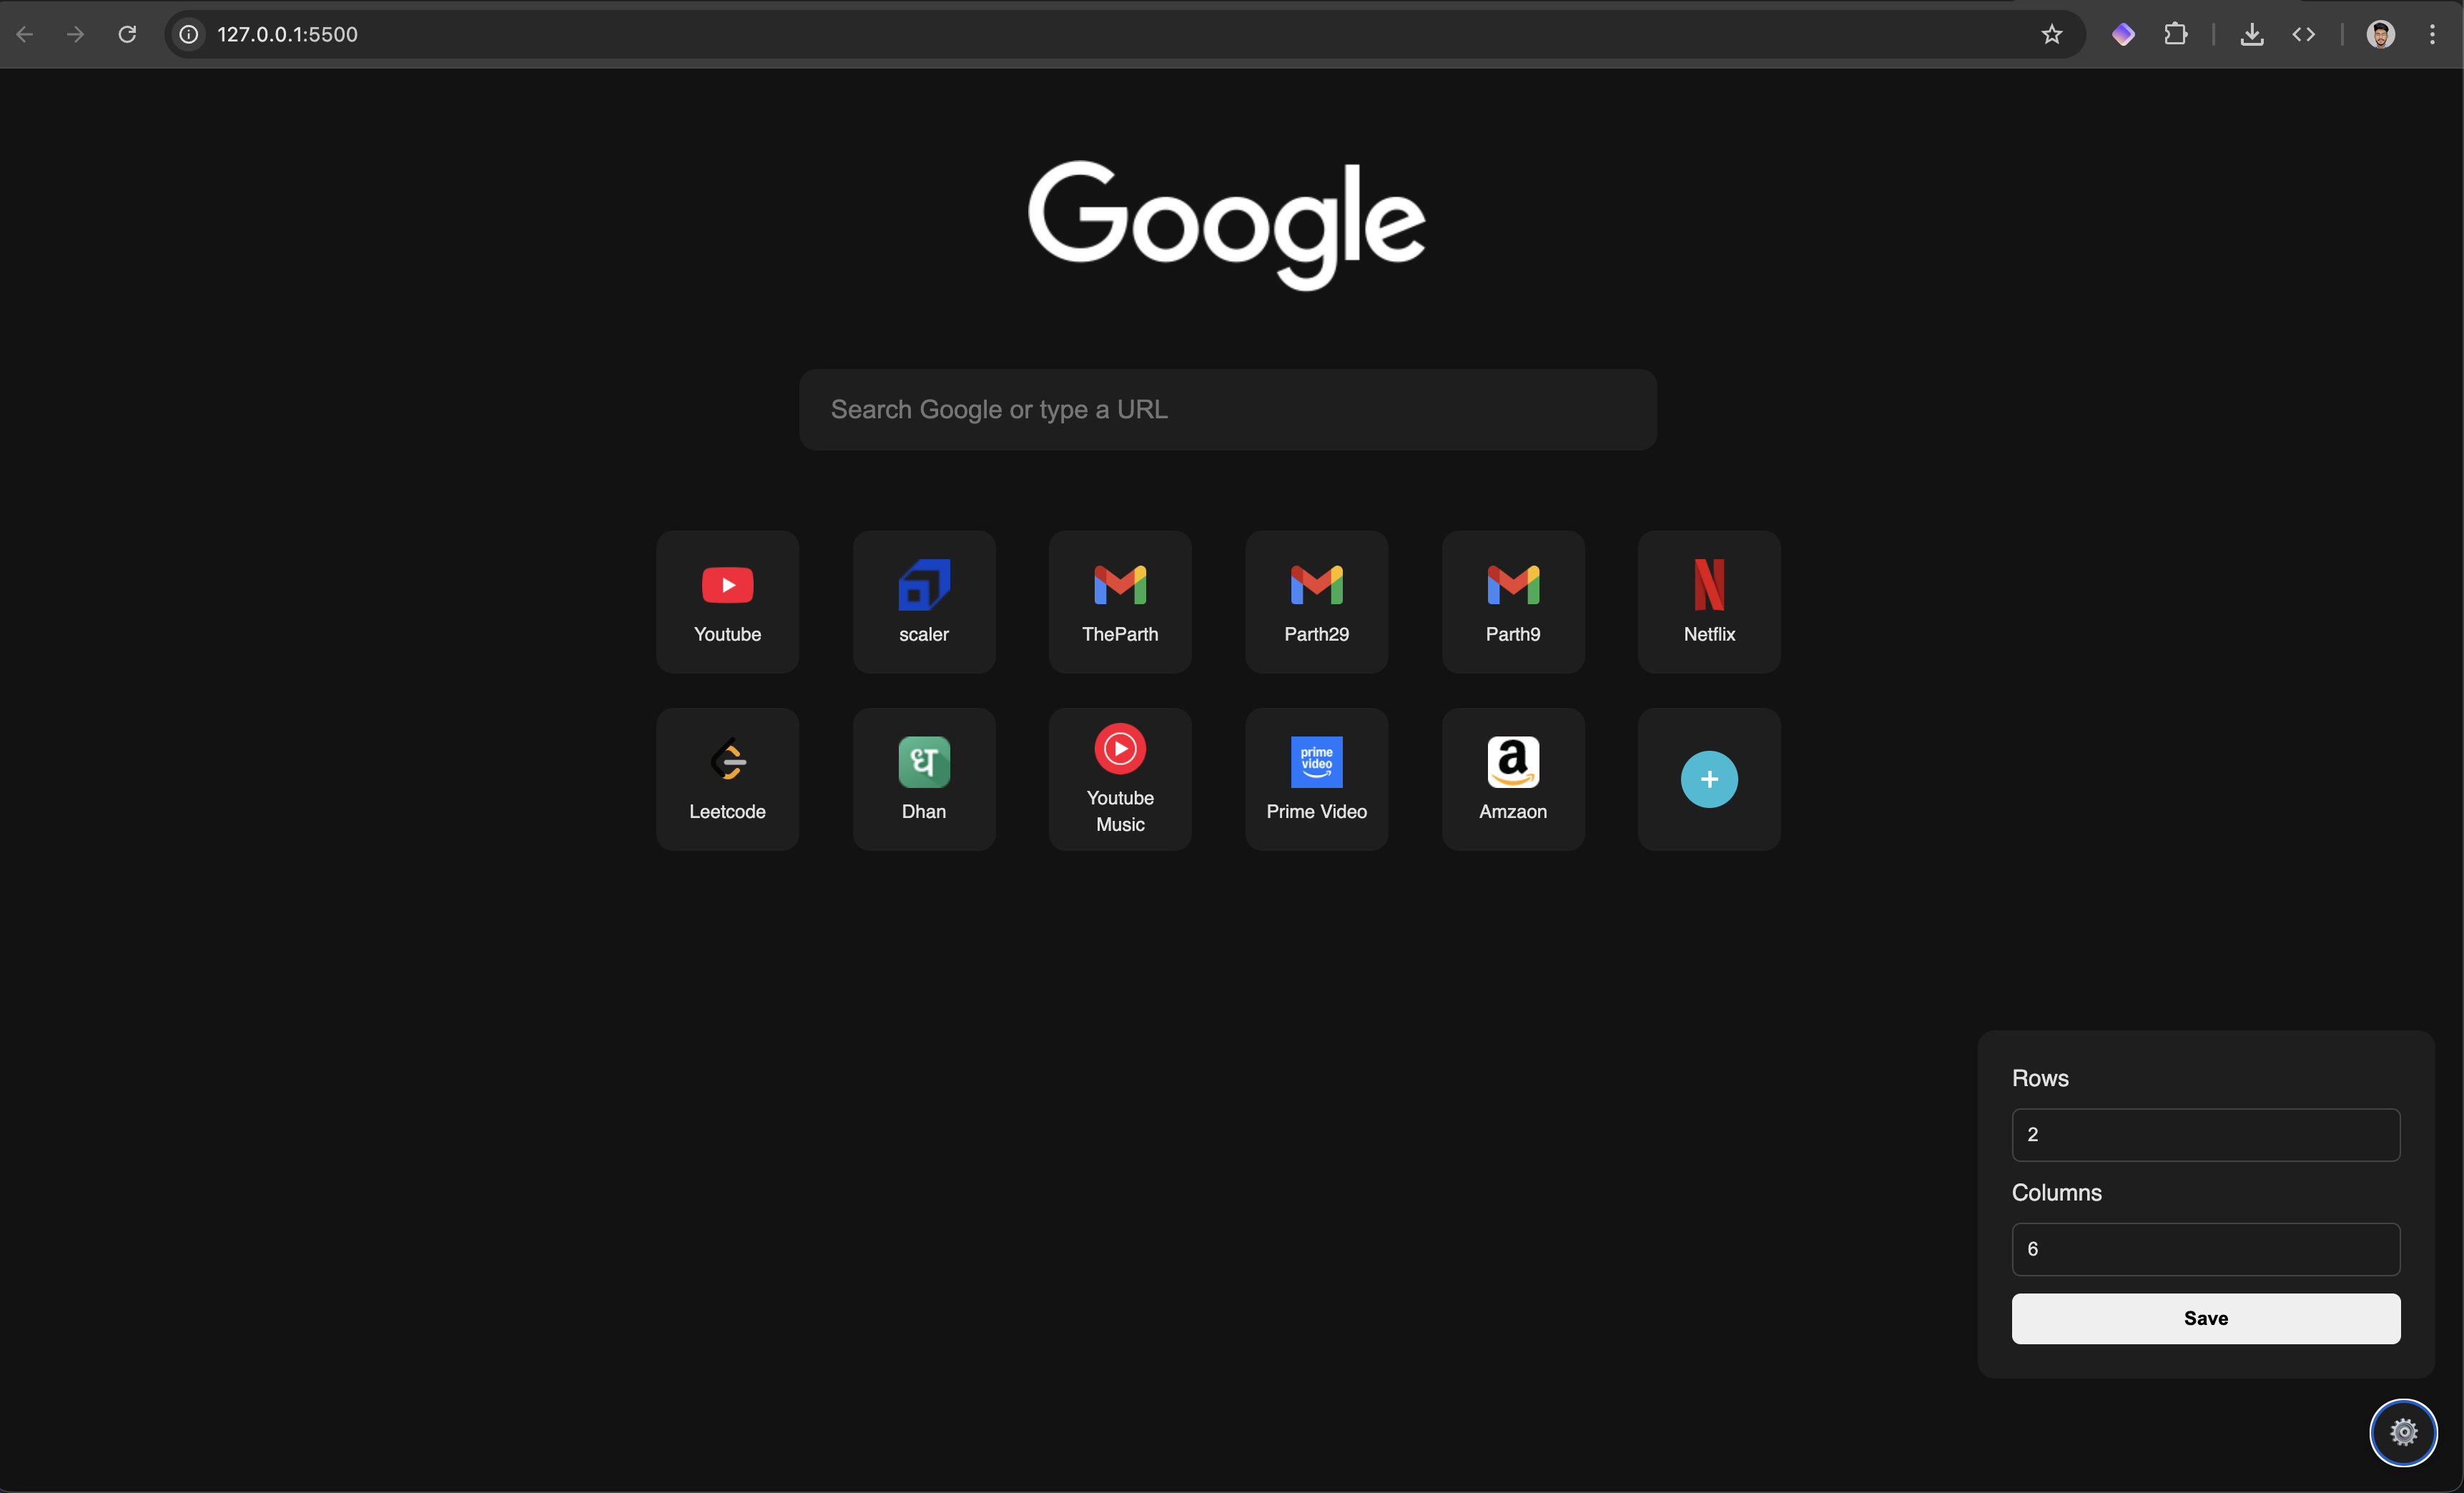 127.0.0.1:5500
Google
Search Google or type a URL
Youtube
scaler
TheParth
Parth29
Parth9
Netflix
Leetcode
ध
Dhan
Youtube
Music
prime
video
Prime Video
a
Amzaon
+
Rows
2
Columns
6
Save